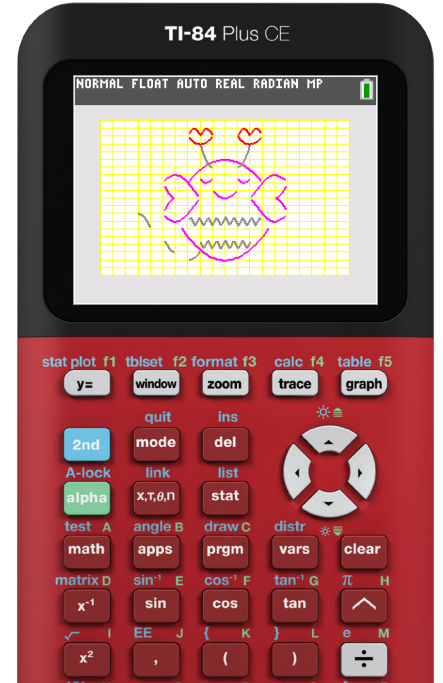 TI-84 Plus CE
NORMAL FLOAT AUTO REAL RADIAN MP
stat plot f1 tblset f2 format f3 calc f4 table f5
y= window zoom trace graph
quit ins
2nd mode del
A-lock link list
alpha X,T,θ,n stat
test A angle B draw C distr
math apps prgm vars clear
matrix D sin⁻¹ E cos⁻¹ F tan⁻¹ G π H
x⁻¹ sin cos tan ^
√ I EE J { K } L e M
x² , ( ) ÷